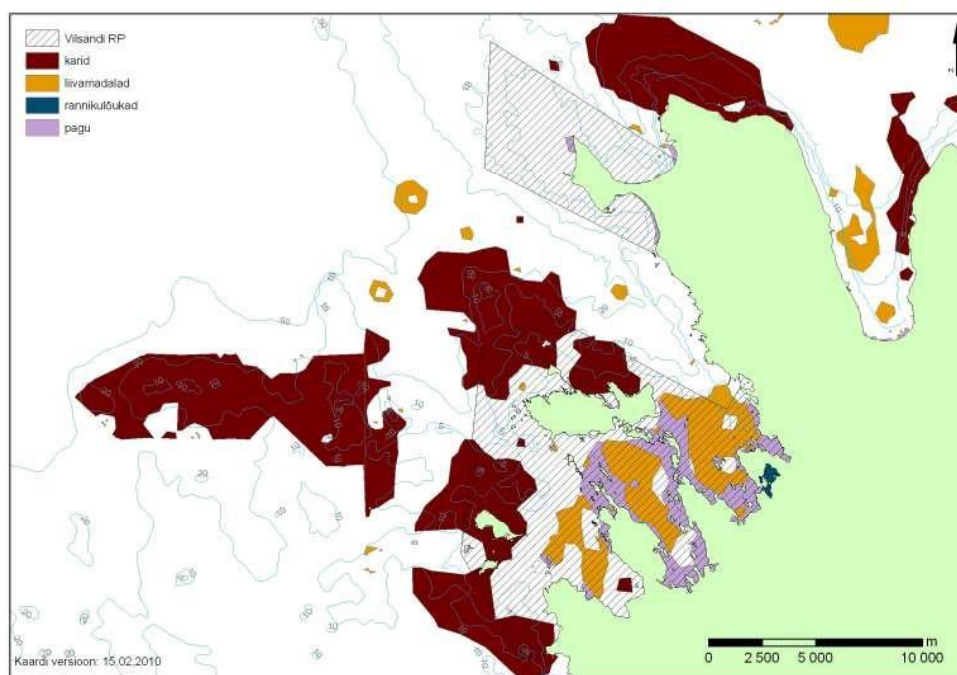 Vilsandi RP
karid
liivamadalad
rannikulõukad
pagu
N
m
0 2 500 5 000 10 000
Kaardi versioon: 15.02.2010